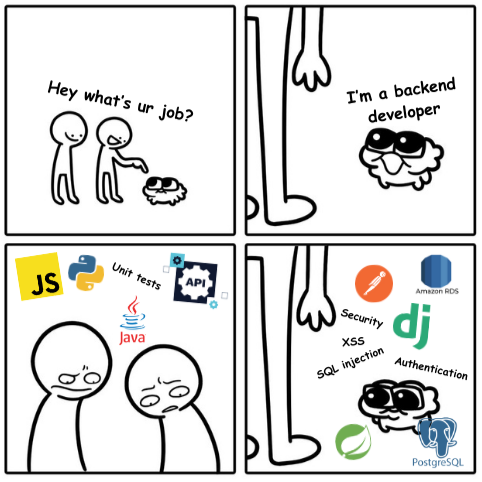 Hey what's ur job?
I'm a backend
developer
JS
Unit tests
API
Java
Amazon RDS
Security
dj
XSS
SQL injection
Authentication
PostgreSQL